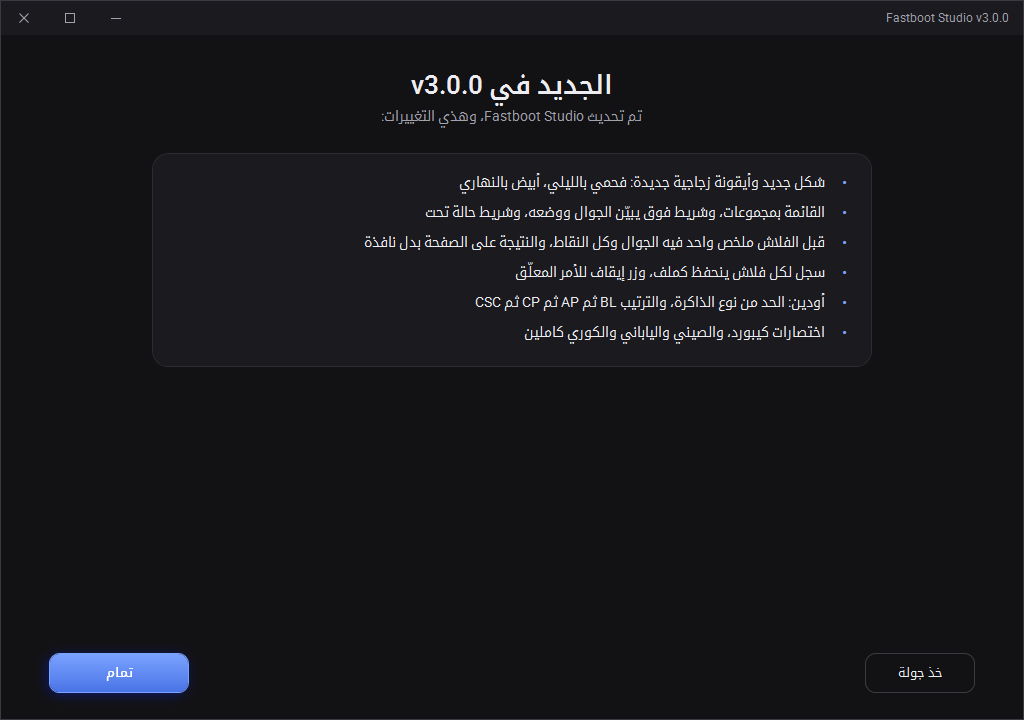 Fastboot Studio v3.0.0
الجديد في v3.0.0
تم تحديث Fastboot Studio، وهذي التغييرات:
• شكل جديد وأيقونة زجاجية جديدة: فحمي بالليلي، أبيض بالنهاري
• القائمة بمجموعات، وشريط فوق يبيّن الجوال ووضعه، وشريط حالة تحت
• قبل الفلاش ملخص واحد فيه الجوال وكل النقاط، والنتيجة على الصفحة بدل نافذة
• سجل لكل فلاش ينحفظ كملف، وزر إيقاف للأمر المعلّق
• أودين: الحد من نوع الذاكرة، والترتيب BL ثم AP ثم CP ثم CSC
• اختصارات كيبورد، والصيني والياباني والكوري كاملين
خذ جولة
تمام